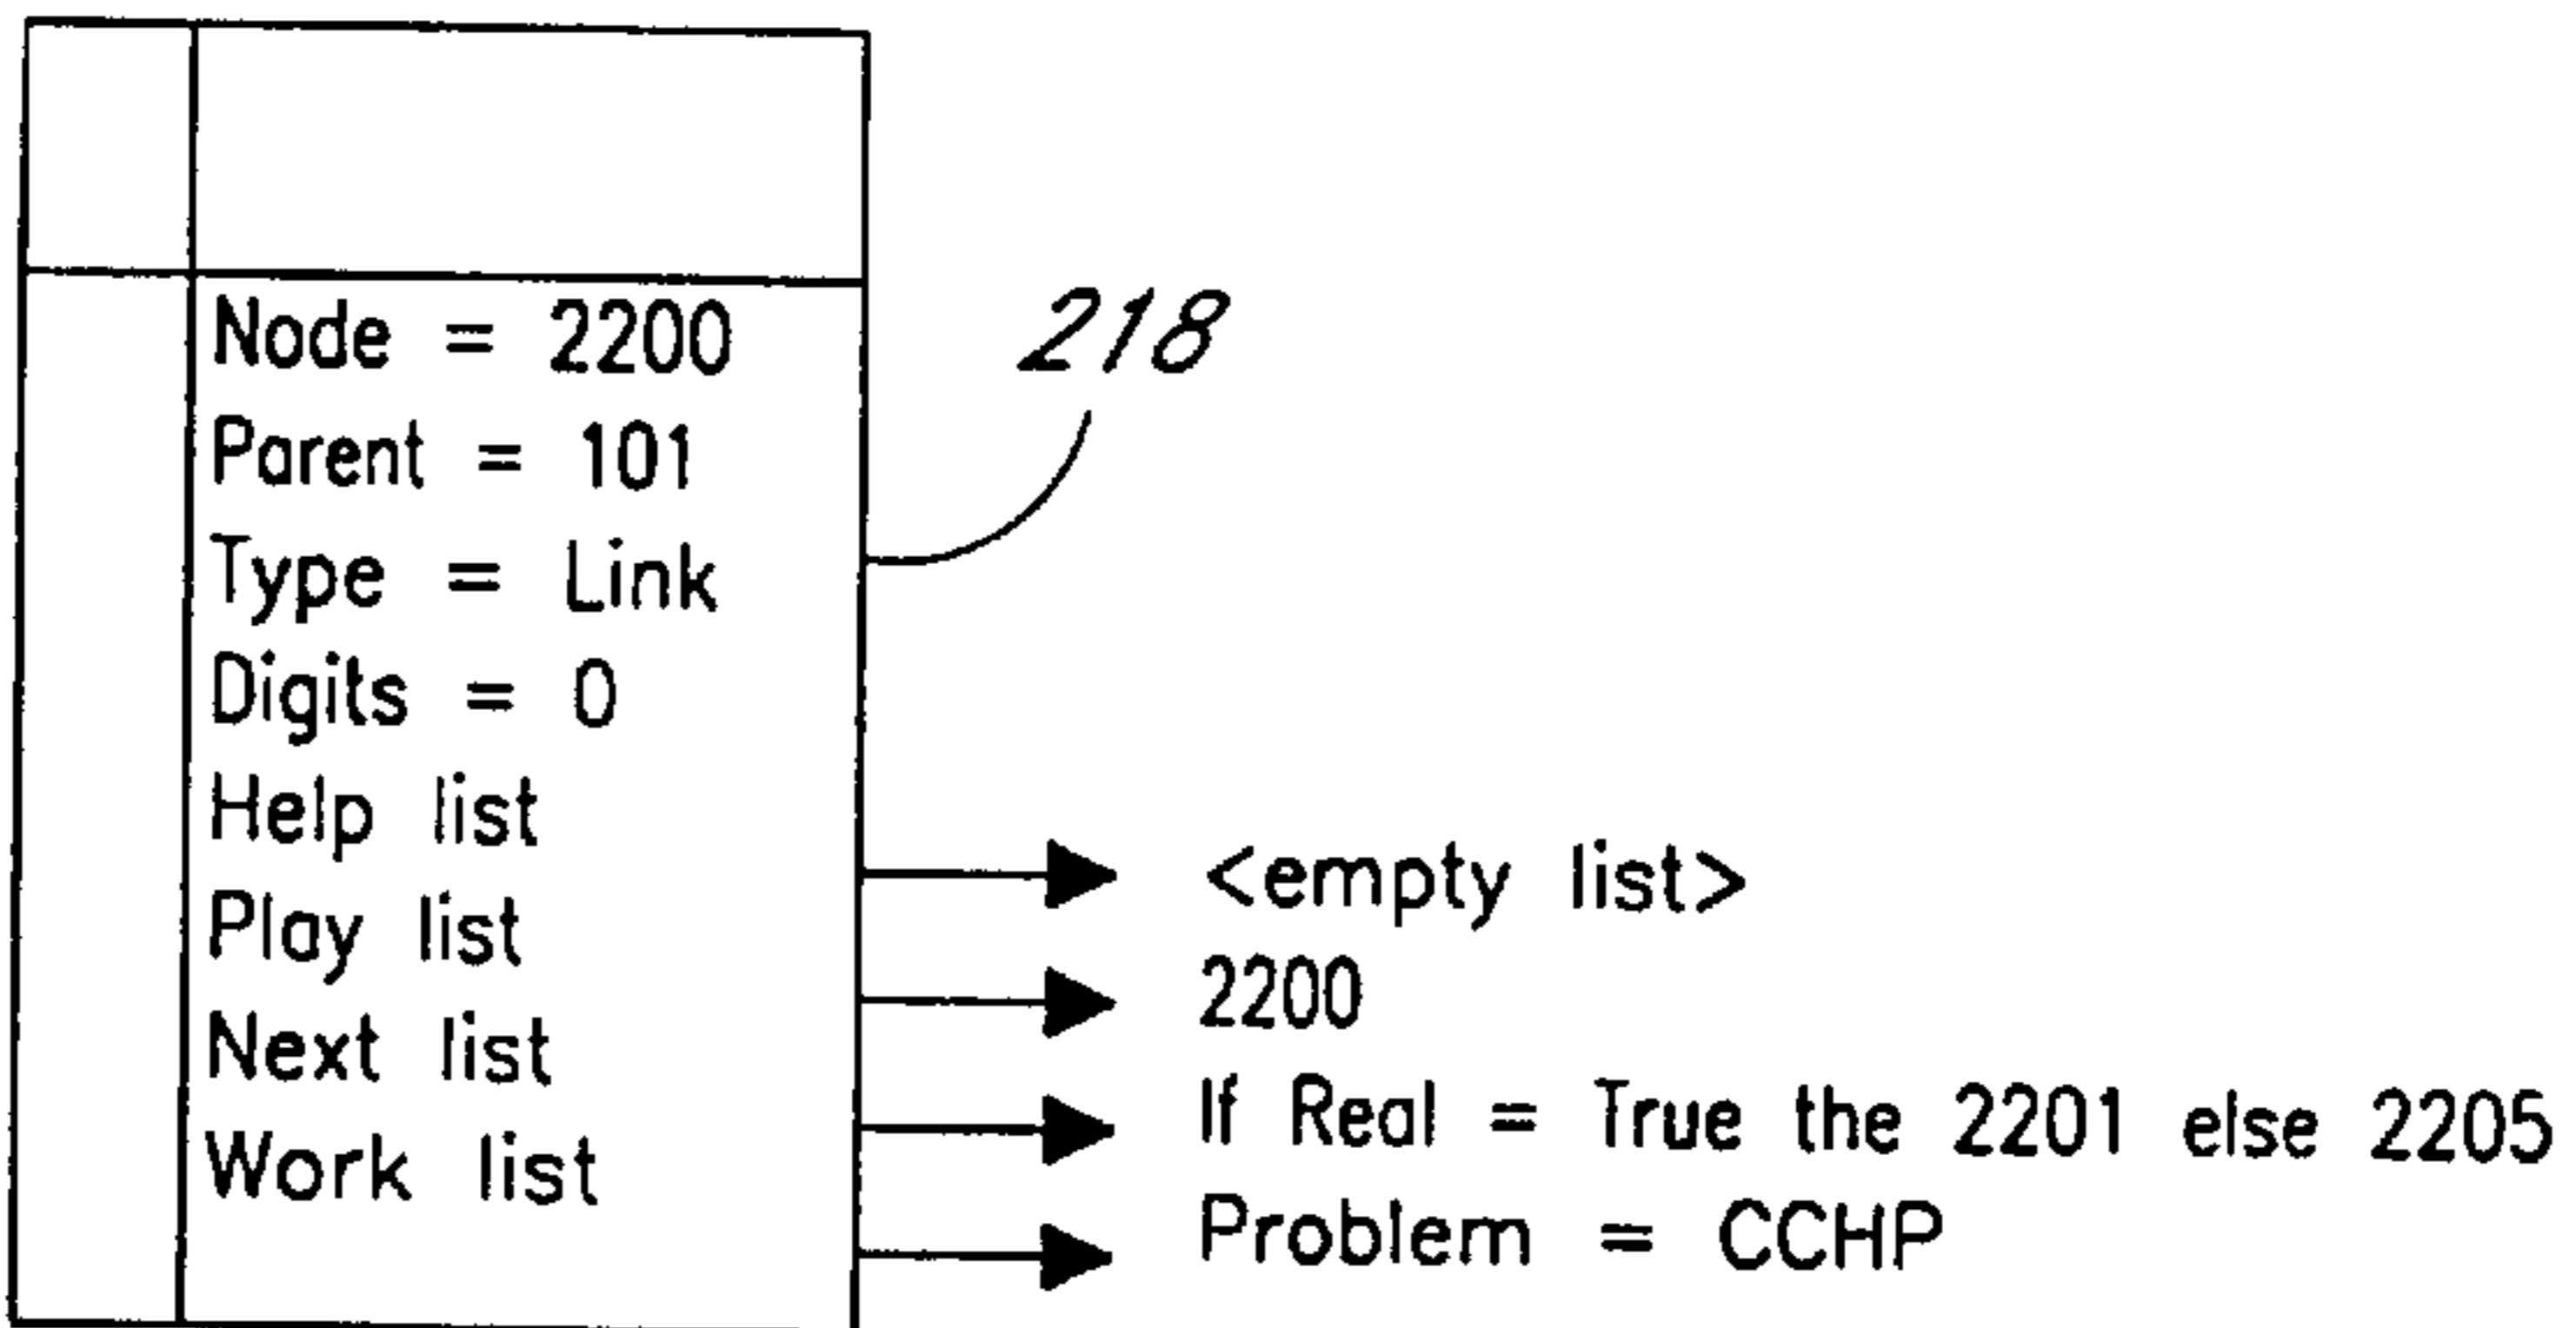 Node = 2200
218
Parent = 101
Type = Link
Digits = 0
Help list
<empty list>
Play list
2200
Next list
If Real = True the 2201 else 2205
Work list
Problem = CCHP